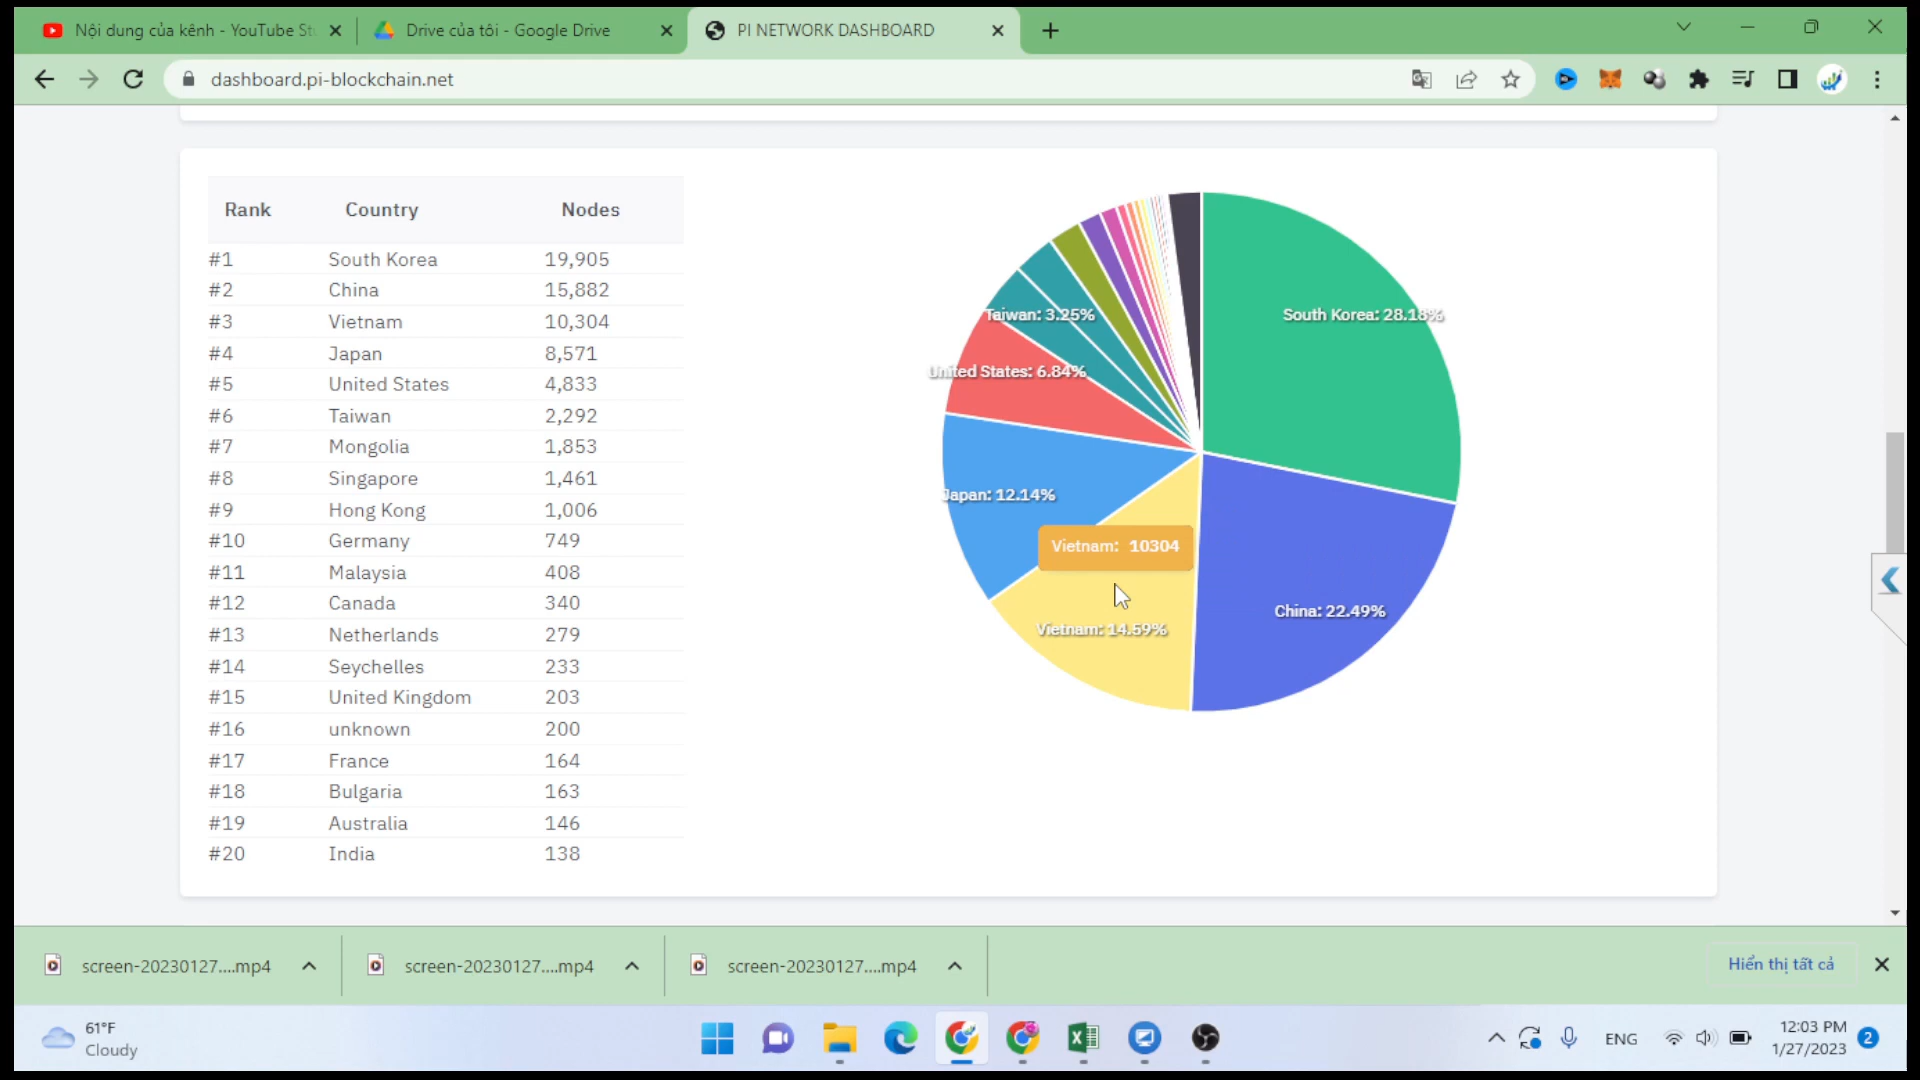 Nội dung của kênh - YouTube St
Drive của tôi - Google Drive
PI NETWORK DASHBOARD
dashboard.pi-blockchain.net
Rank Country Nodes
#1 South Korea 19,905
#2 China 15,882
#3 Vietnam 10,304
#4 Japan 8,571
#5 United States 4,833
#6 Taiwan 2,292
#7 Mongolia 1,853
#8 Singapore 1,461
#9 Hong Kong 1,006
#10 Germany 749
#11 Malaysia 408
#12 Canada 340
#13 Netherlands 279
#14 Seychelles 233
#15 United Kingdom 203
#16 unknown 200
#17 France 164
#18 Bulgaria 163
#19 Australia 146
#20 India 138
South Korea: 28.18%
Taiwan: 3.25%
United States: 6.84%
Japan: 12.14%
Vietnam: 10304
Vietnam: 14.59%
China: 22.49%
screen-20230127....mp4
screen-20230127....mp4
screen-20230127....mp4
Hiển thị tất cả
61°F
Cloudy
ENG
12:03 PM
1/27/2023
2